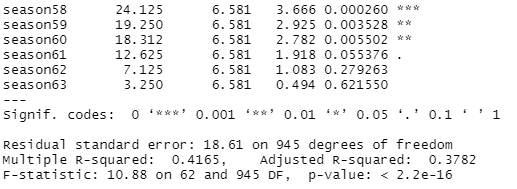 season58 24.125 6.581 3.666 0.000260 ***
season59 19.250 6.581 2.925 0.003528 **
season60 18.312 6.581 2.782 0.005502 **
season61 12.625 6.581 1.918 0.055376 .
season62 7.125 6.581 1.083 0.279263
season63 3.250 6.581 0.494 0.621550
---
Signif. codes: 0 ‘***’ 0.001 ‘**’ 0.01 ‘*’ 0.05 ‘.’ 0.1 ‘ ’ 1
Residual standard error: 18.61 on 945 degrees of freedom
Multiple R-squared: 0.4165, Adjusted R-squared: 0.3782
F-statistic: 10.88 on 62 and 945 DF, p-value: < 2.2e-16